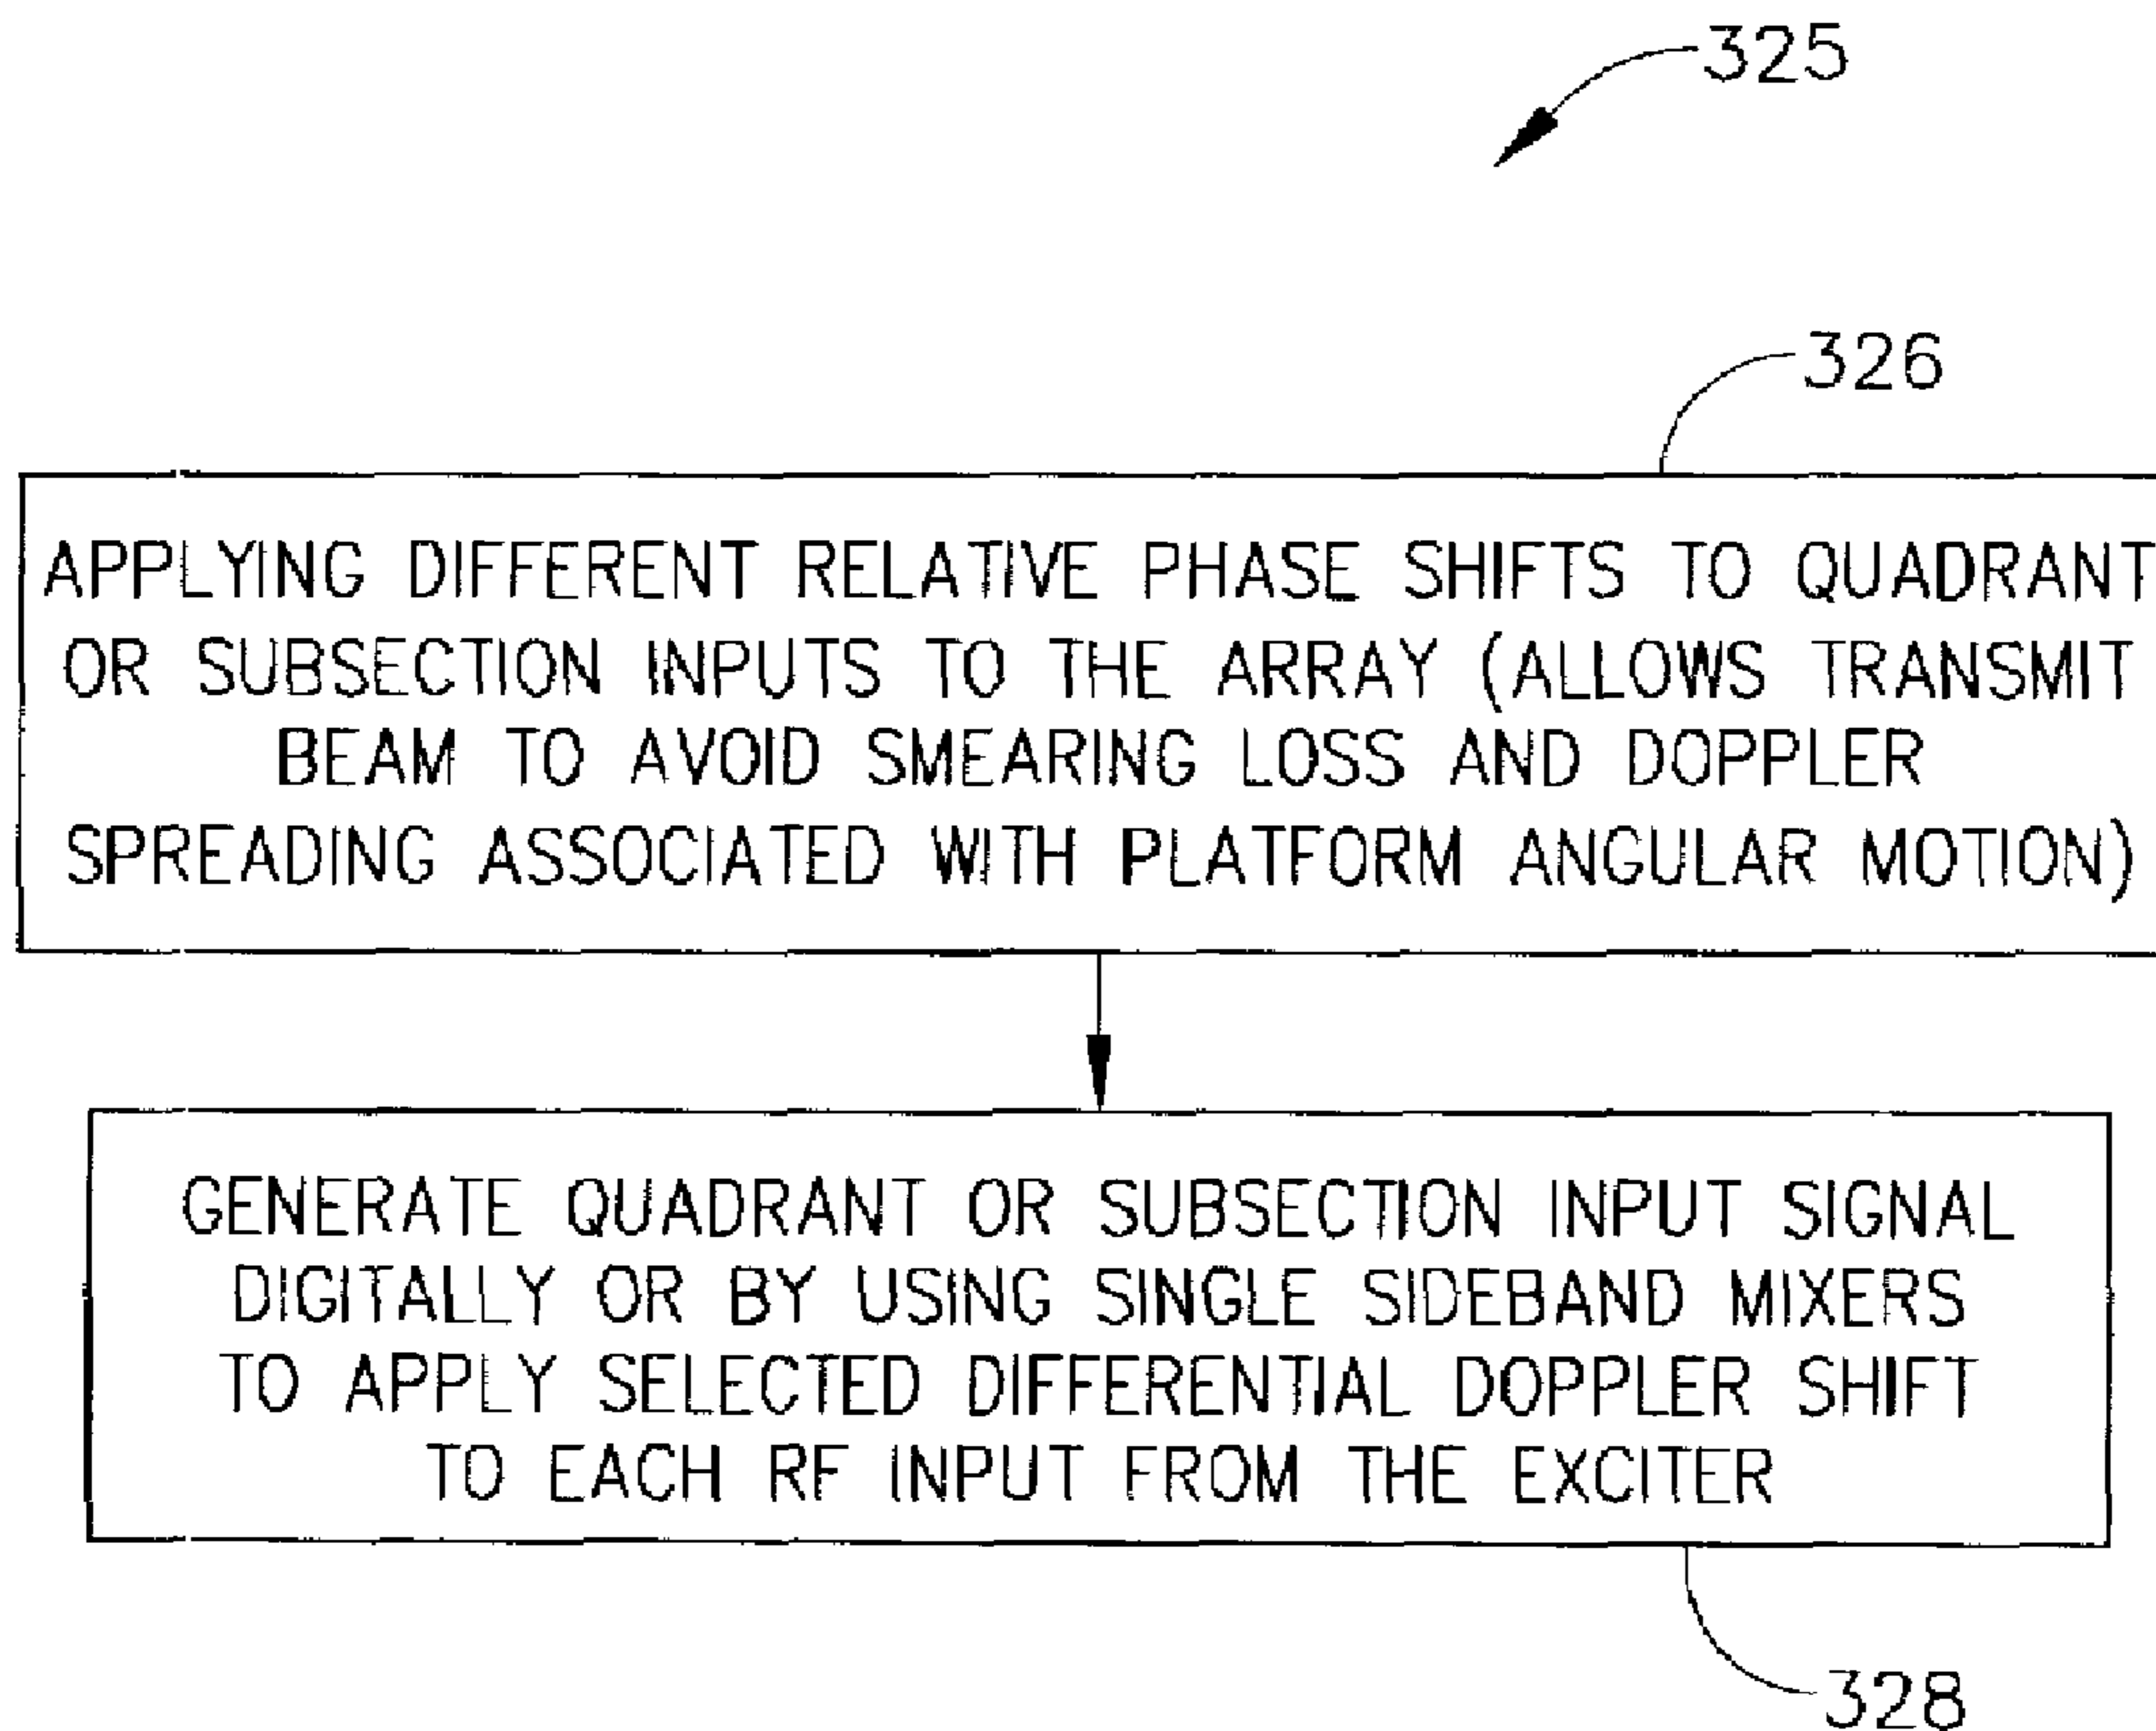 325
326
APPLYING DIFFERENT RELATIVE PHASE SHIFTS TO QUADRANT
OR SUBSECTION INPUTS TO THE ARRAY (ALLOWS TRANSMIT
BEAM TO AVOID SMEARING LOSS AND DOPPLER
SPREADING ASSOCIATED WITH PLATFORM ANGULAR MOTION)
GENERATE QUADRANT OR SUBSECTION INPUT SIGNAL
DIGITALLY OR BY USING SINGLE SIDEBAND MIXERS
TO APPLY SELECTED DIFFERENTIAL DOPPLER SHIFT
TO EACH RF INPUT FROM THE EXCITER
328